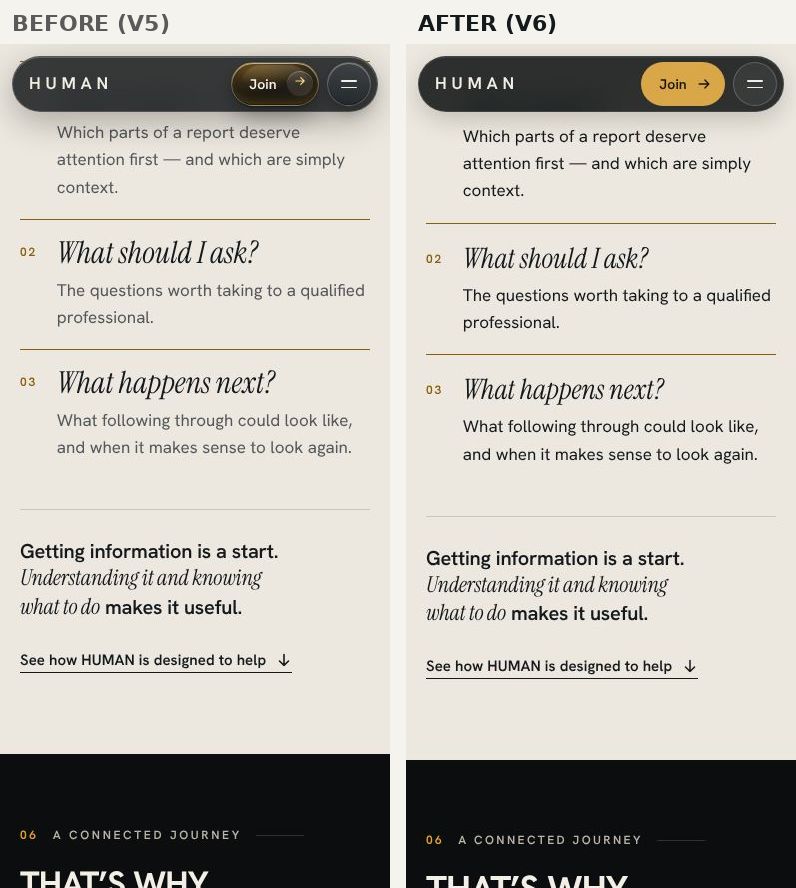 BEFORE (V5)
HUMAN
Join →
Which parts of a report deserve
attention first — and which are simply
context.
02
What should I ask?
The questions worth taking to a qualified
professional.
03
What happens next?
What following through could look like,
and when it makes sense to look again.
Getting information is a start.
Understanding it and knowing
what to do makes it useful.
See how HUMAN is designed to help ↓
06 A CONNECTED JOURNEY
THAT'S WHY
AFTER (V6)
HUMAN
Join →
Which parts of a report deserve
attention first — and which are simply
context.
02
What should I ask?
The questions worth taking to a qualified
professional.
03
What happens next?
What following through could look like,
and when it makes sense to look again.
Getting information is a start.
Understanding it and knowing
what to do makes it useful.
See how HUMAN is designed to help ↓
06 A CONNECTED JOURNEY
THAT'S WHY